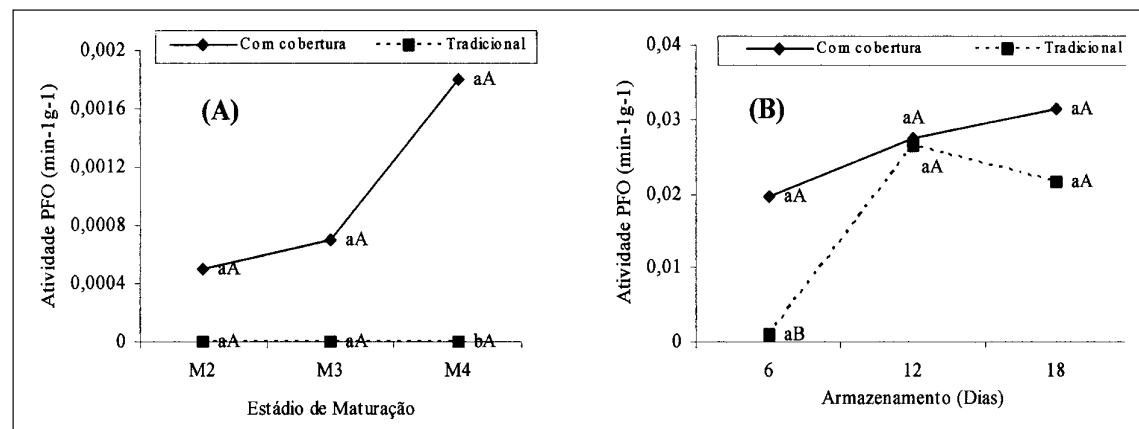 Com cobertura Tradicional
(A)
Atividade PFO (min-1g-1)
0,002
0,0016
0,0012
0,0008
0,0004
0
aA
aA
aA
aA
aA
bA
M2 M3 M4
Estádio de Maturação
Com cobertura Tradicional
(B)
Atividade PFO (min-1g-1)
0,04
0,03
0,02
0,01
0
aA
aA
aA
aB
aA
aA
6 12 18
Armazenamento (Dias)